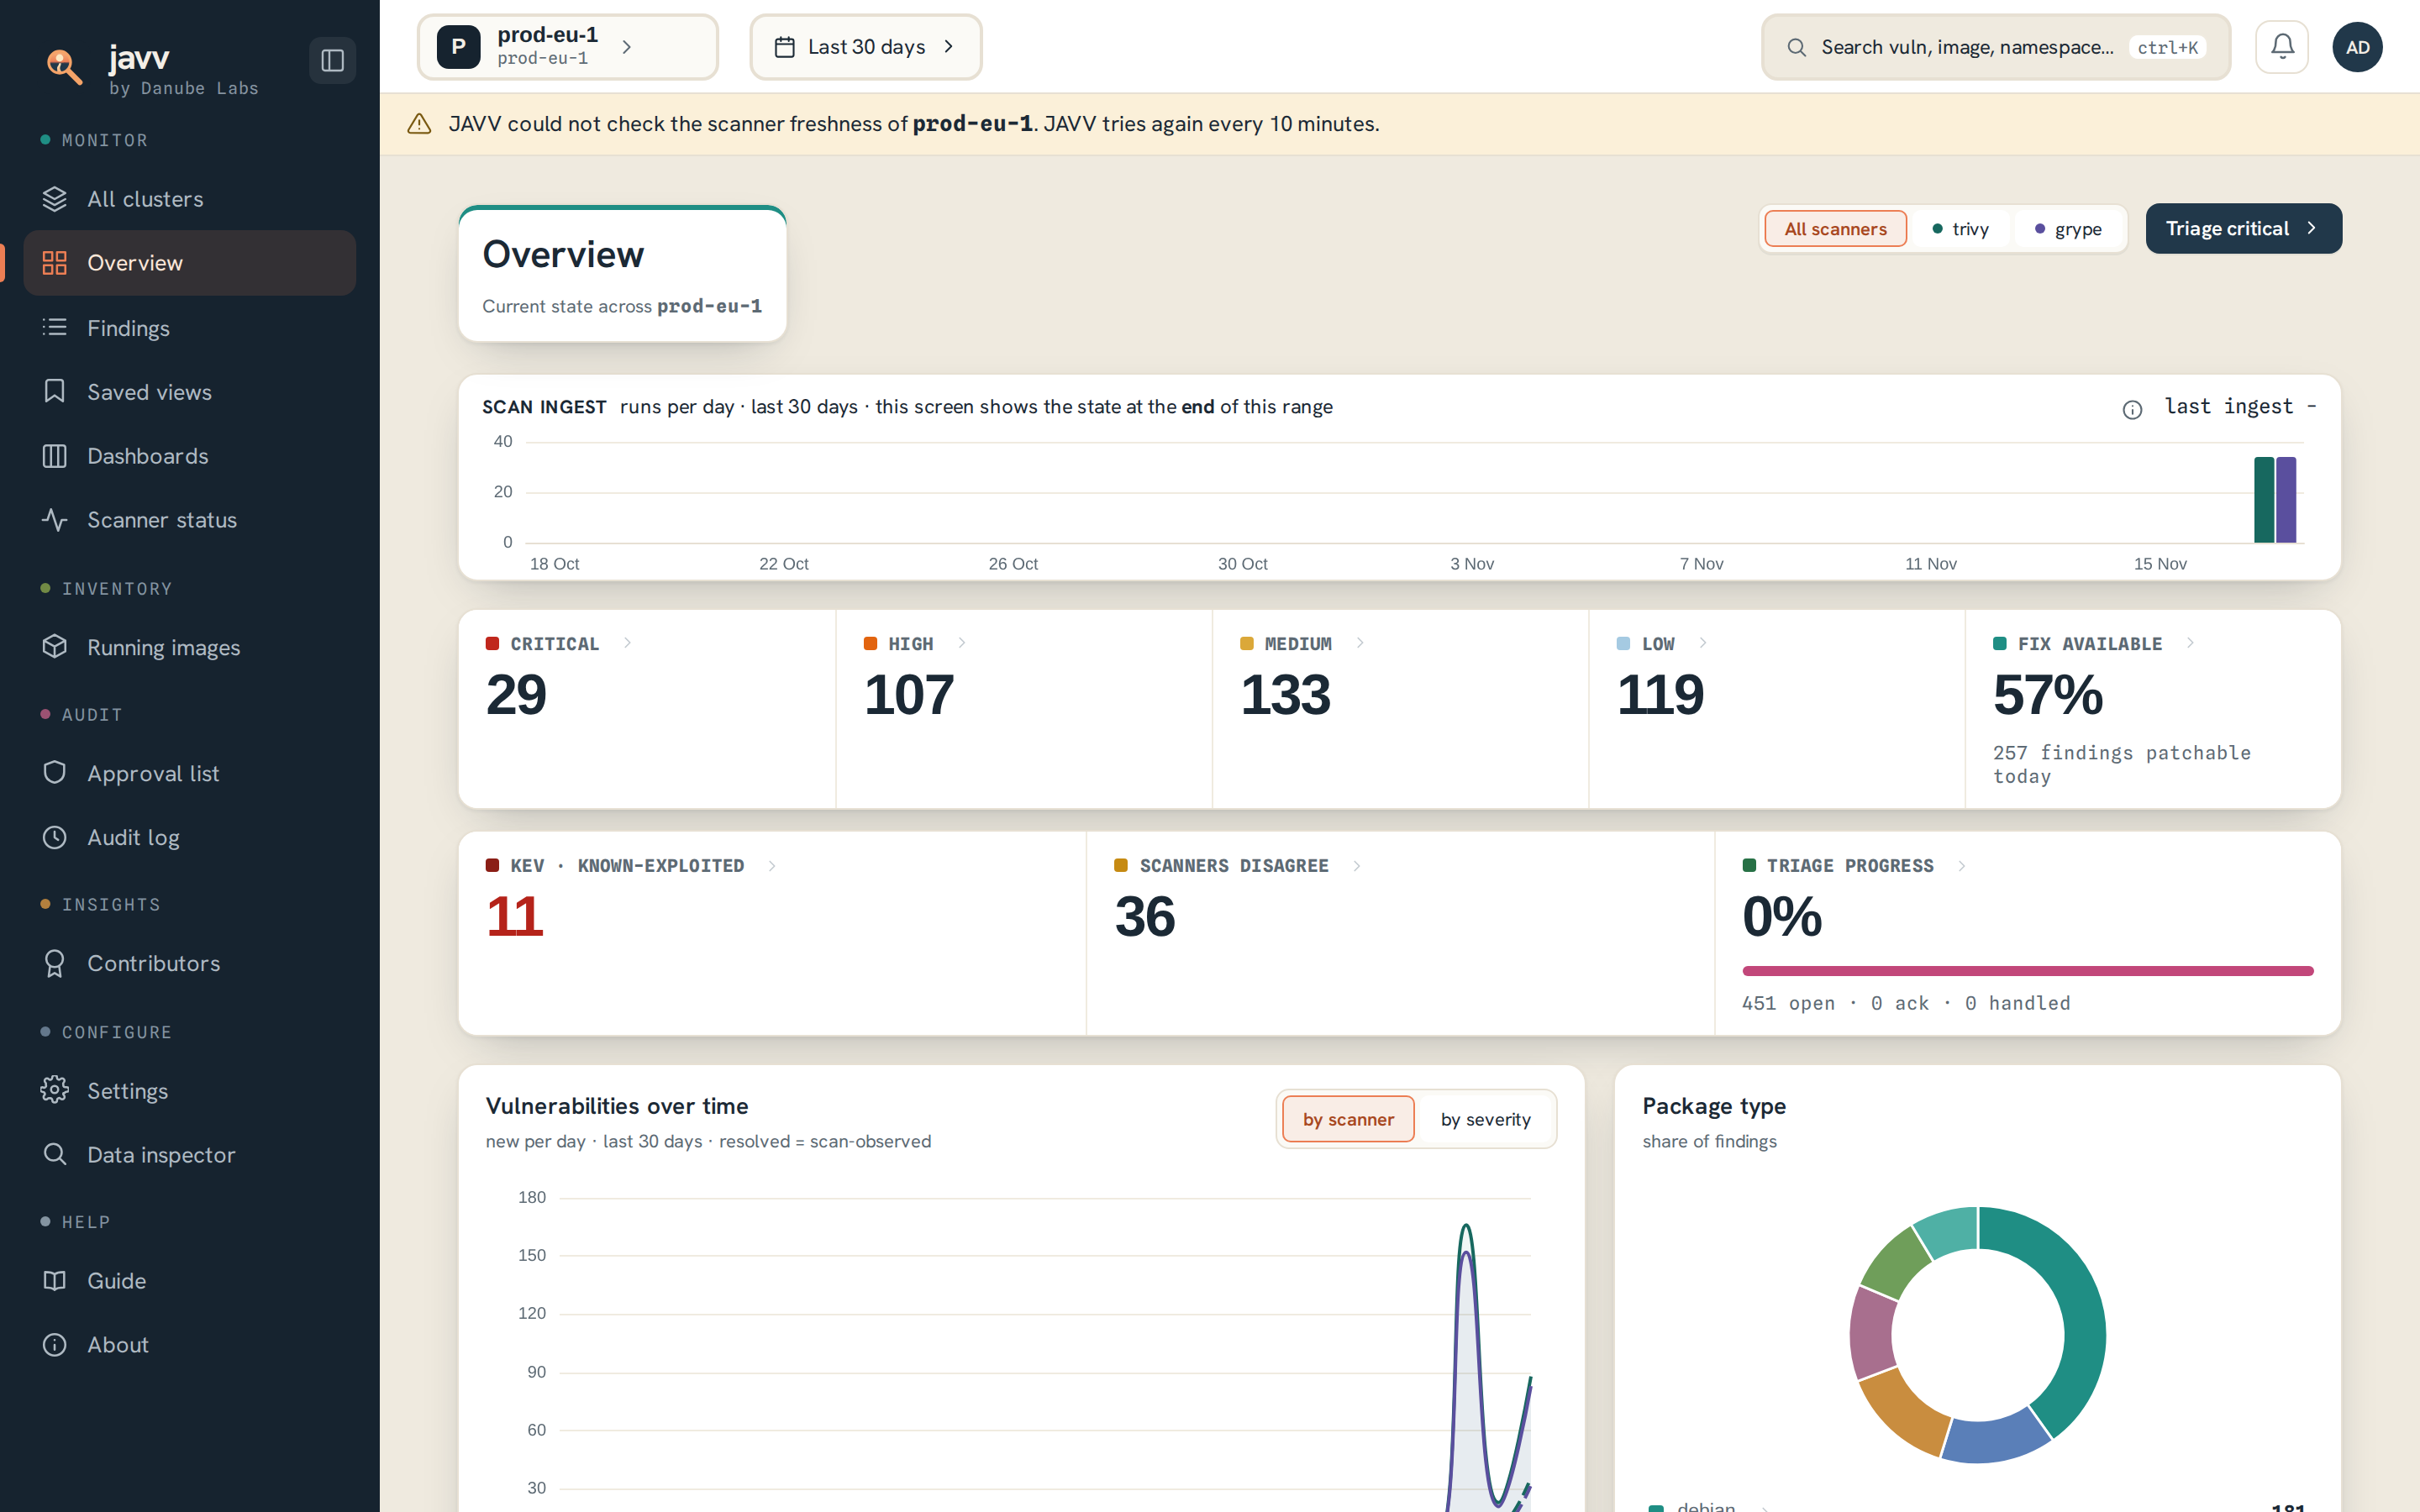 javv
by Danube Labs
MONITOR
All clusters
Overview
Findings
Saved views
Dashboards
Scanner status
INVENTORY
Running images
AUDIT
Approval list
Audit log
INSIGHTS
Contributors
CONFIGURE
Settings
Data inspector
HELP
Guide
About
P
prod-eu-1
prod-eu-1
Last 30 days
Search vuln, image, namespace...
ctrl+K
AD
JAVV could not check the scanner freshness of prod-eu-1. JAVV tries again every 10 minutes.
Overview
Current state across prod-eu-1
All scanners
trivy
grype
Triage critical
SCAN INGEST runs per day · last 30 days · this screen shows the state at the end of this range
last ingest -
40
20
0
18 Oct 22 Oct 26 Oct 30 Oct 3 Nov 7 Nov 11 Nov 15 Nov
CRITICAL
29
HIGH
107
MEDIUM
133
LOW
119
FIX AVAILABLE
57%
257 findings patchable
today
KEV · KNOWN-EXPLOITED
11
SCANNERS DISAGREE
36
TRIAGE PROGRESS
0%
451 open · 0 ack · 0 handled
Vulnerabilities over time
new per day · last 30 days · resolved = scan-observed
by scanner
by severity
180
150
120
90
60
30
Package type
share of findings
debian
181